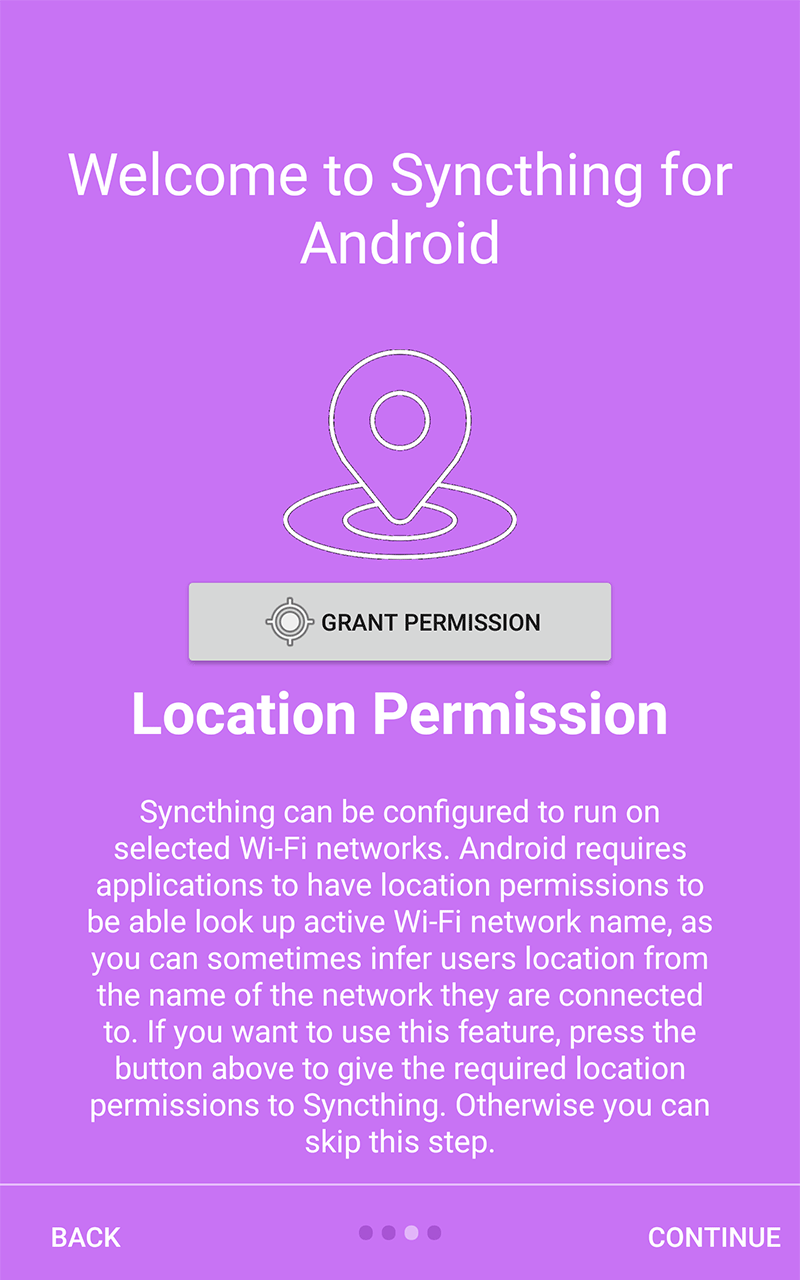 Welcome to Syncthing for
Android
GRANT PERMISSION
Location Permission
Syncthing can be configured to run on
selected Wi-Fi networks. Android requires
applications to have location permissions to
be able look up active Wi-Fi network name, as
you can sometimes infer users location from
the name of the network they are connected
to. If you want to use this feature, press the
button above to give the required location
permissions to Syncthing. Otherwise you can
skip this step.
BACK
CONTINUE